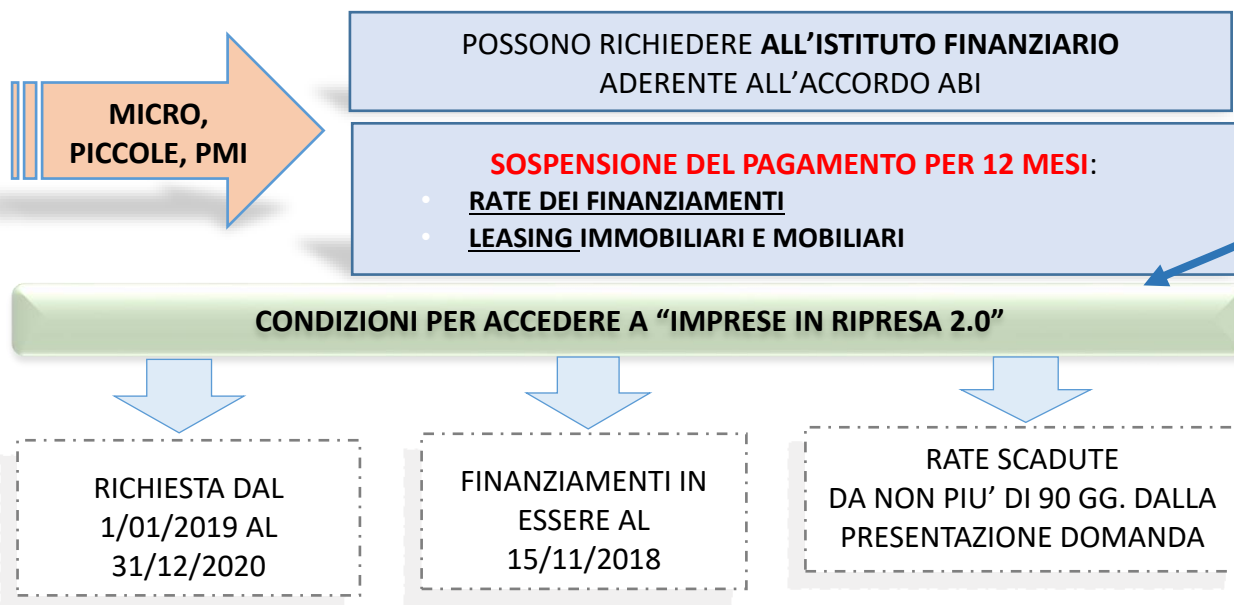 MICRO,
PICCOLE, PMI
POSSONO RICHIEDERE ALL’ISTITUTO FINANZIARIO
ADERENTE ALL’ACCORDO ABI
SOSPENSIONE DEL PAGAMENTO PER 12 MESI:
• RATE DEI FINANZIAMENTI
• LEASING IMMOBILIARI E MOBILIARI
CONDIZIONI PER ACCEDERE A “IMPRESE IN RIPRESA 2.0”
RICHIESTA DAL
1/01/2019 AL
31/12/2020
FINANZIAMENTI IN
ESSERE AL
15/11/2018
RATE SCADUTE
DA NON PIU’ DI 90 GG. DALLA
PRESENTAZIONE DOMANDA